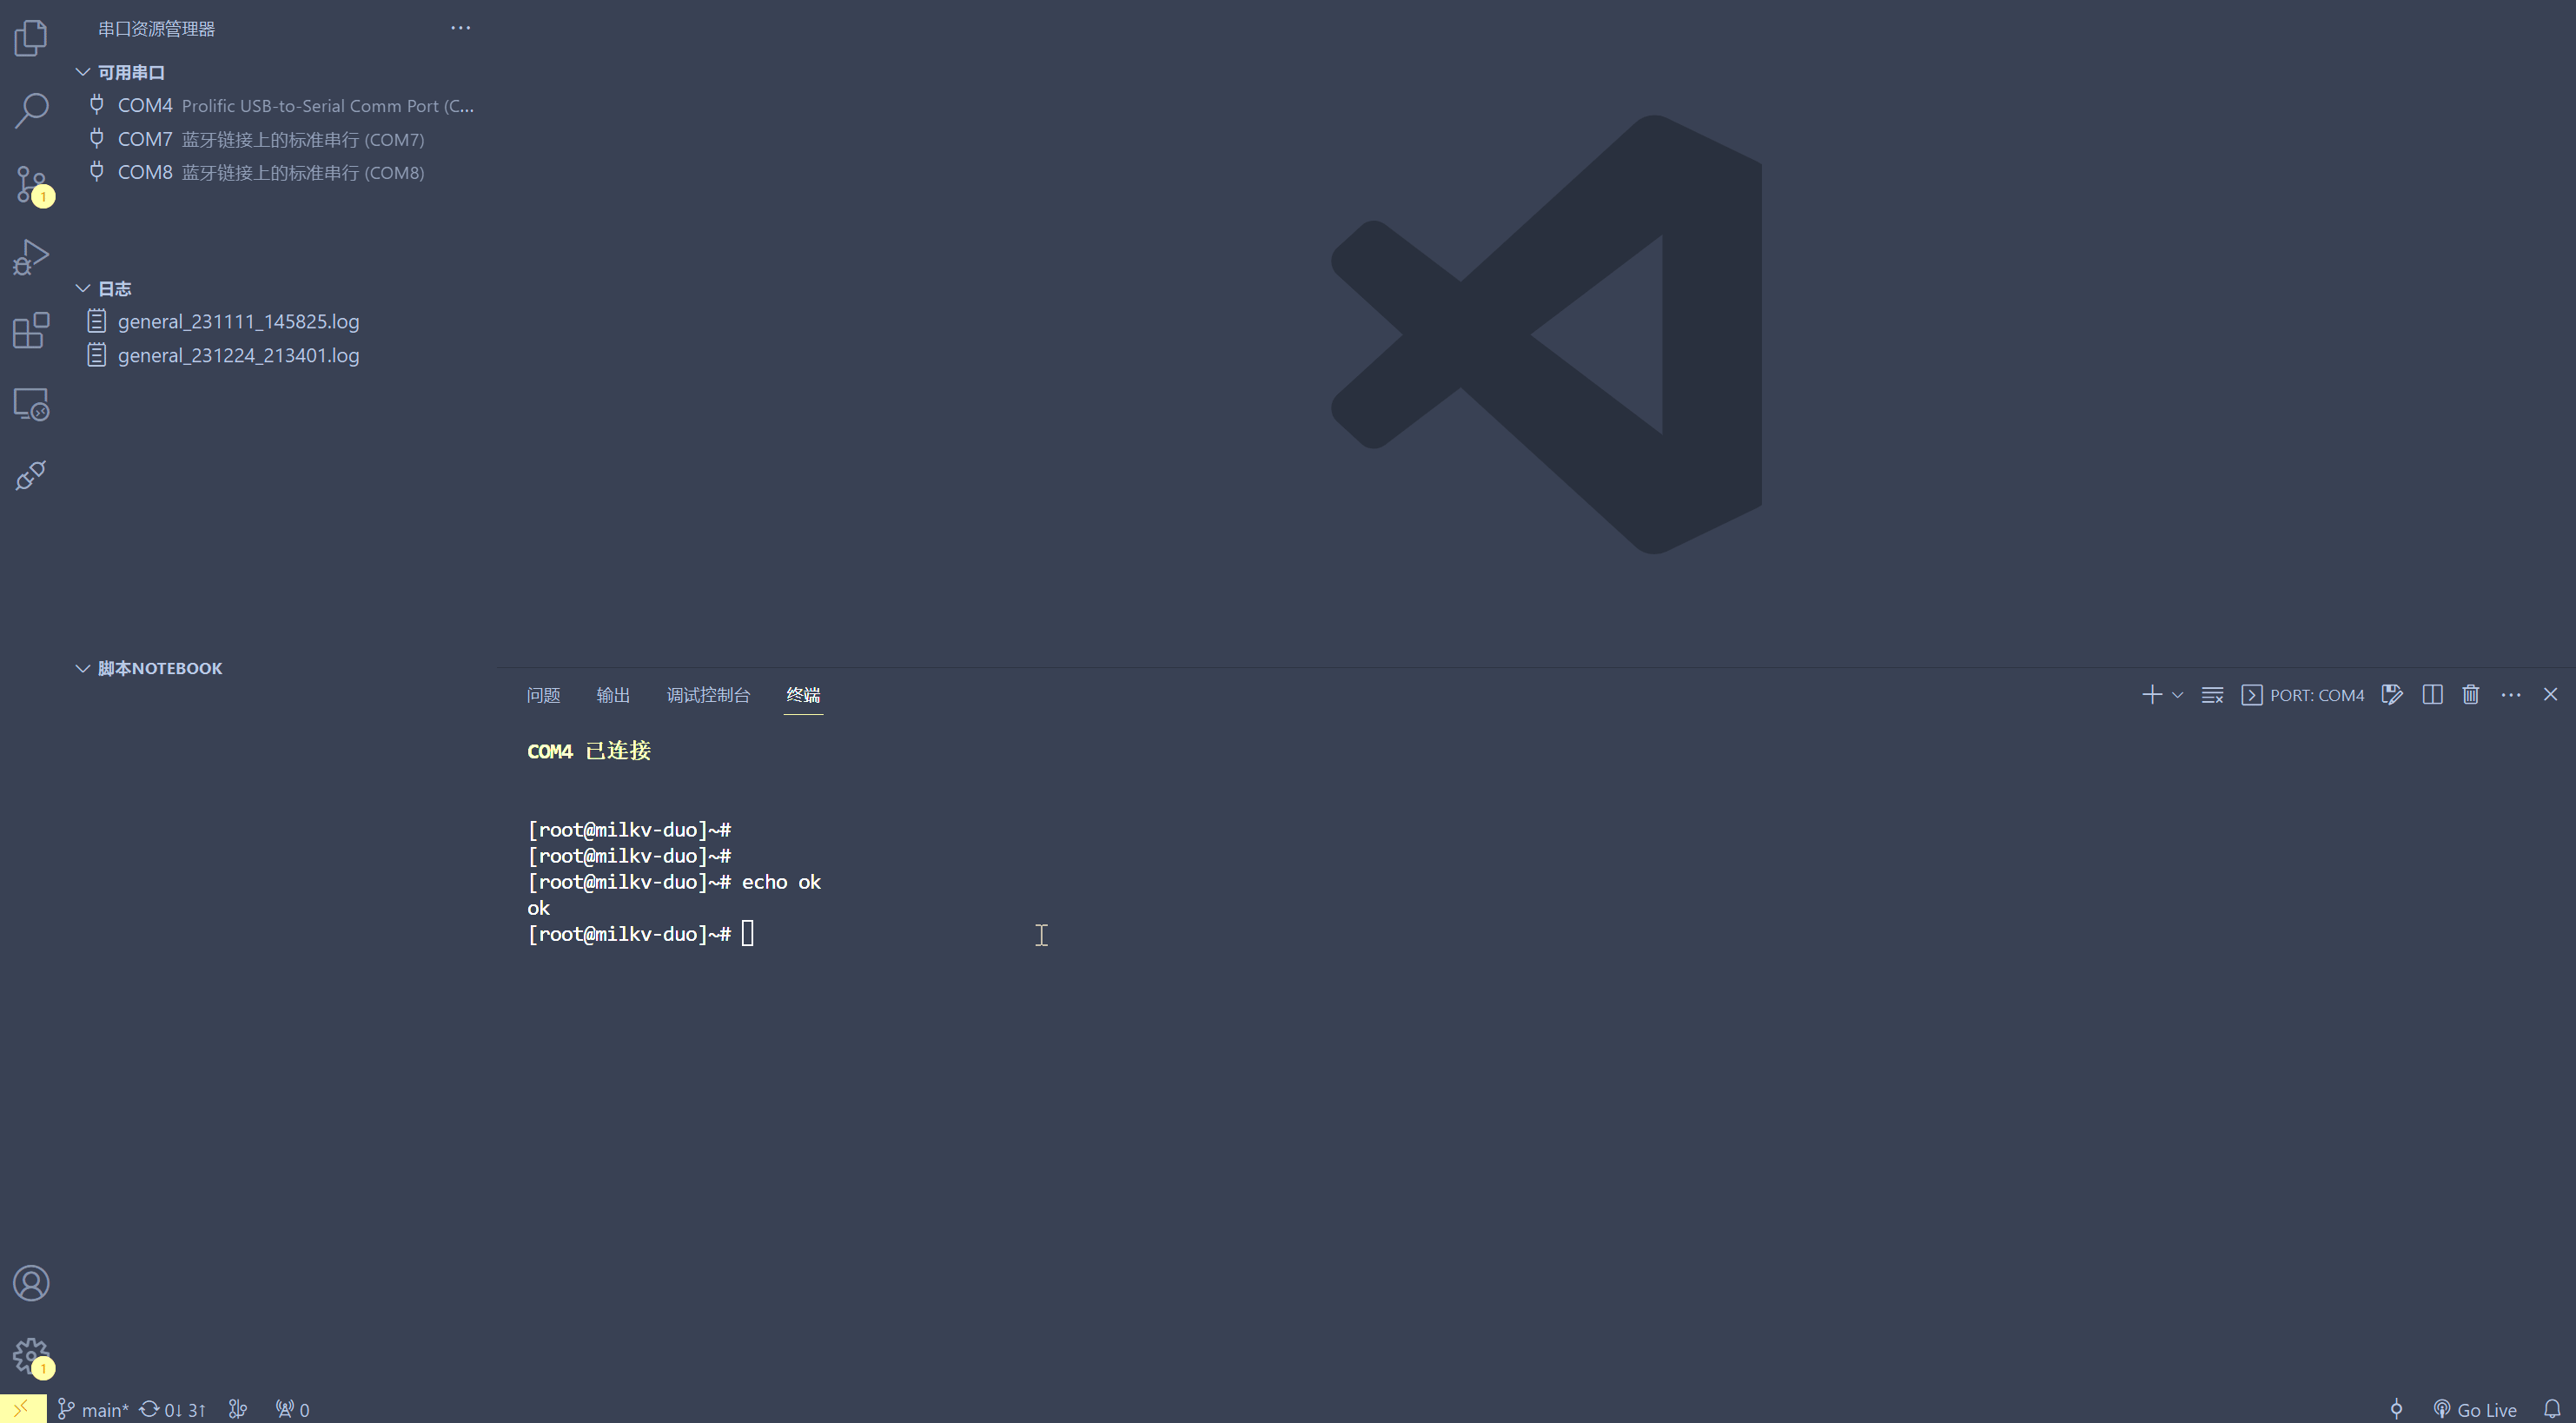 串口资源管理器
可用串口
COM4 Prolific USB-to-Serial Comm Port (C...
COM7 蓝牙链接上的标准串行 (COM7)
COM8 蓝牙链接上的标准串行 (COM8)
1
日志
general_231111_145825.log
general_231224_213401.log
脚本NOTEBOOK
问题 输出 调试控制台 终端
PORT: COM4
COM4 已连接
[root@milkv-duo]~#
[root@milkv-duo]~#
[root@milkv-duo]~# echo ok
ok
[root@milkv-duo]~#
1
main* 0↓ 3↑ 0
Go Live